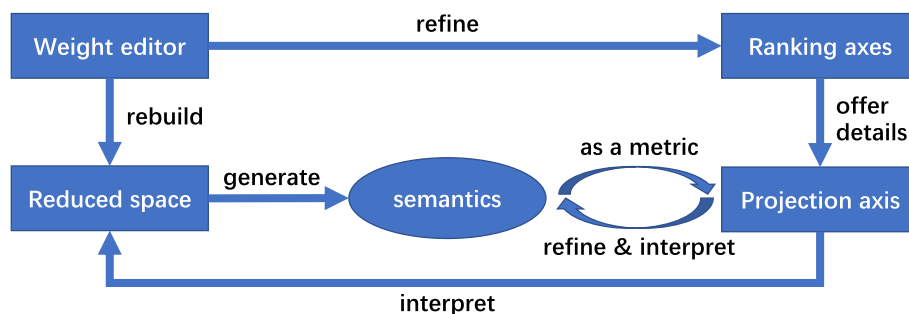 refine
Weight editor
Ranking axes
rebuild
offer
details
as a metric
generate
Reduced space
semantics
Projection axis
refine & interpret
interpret